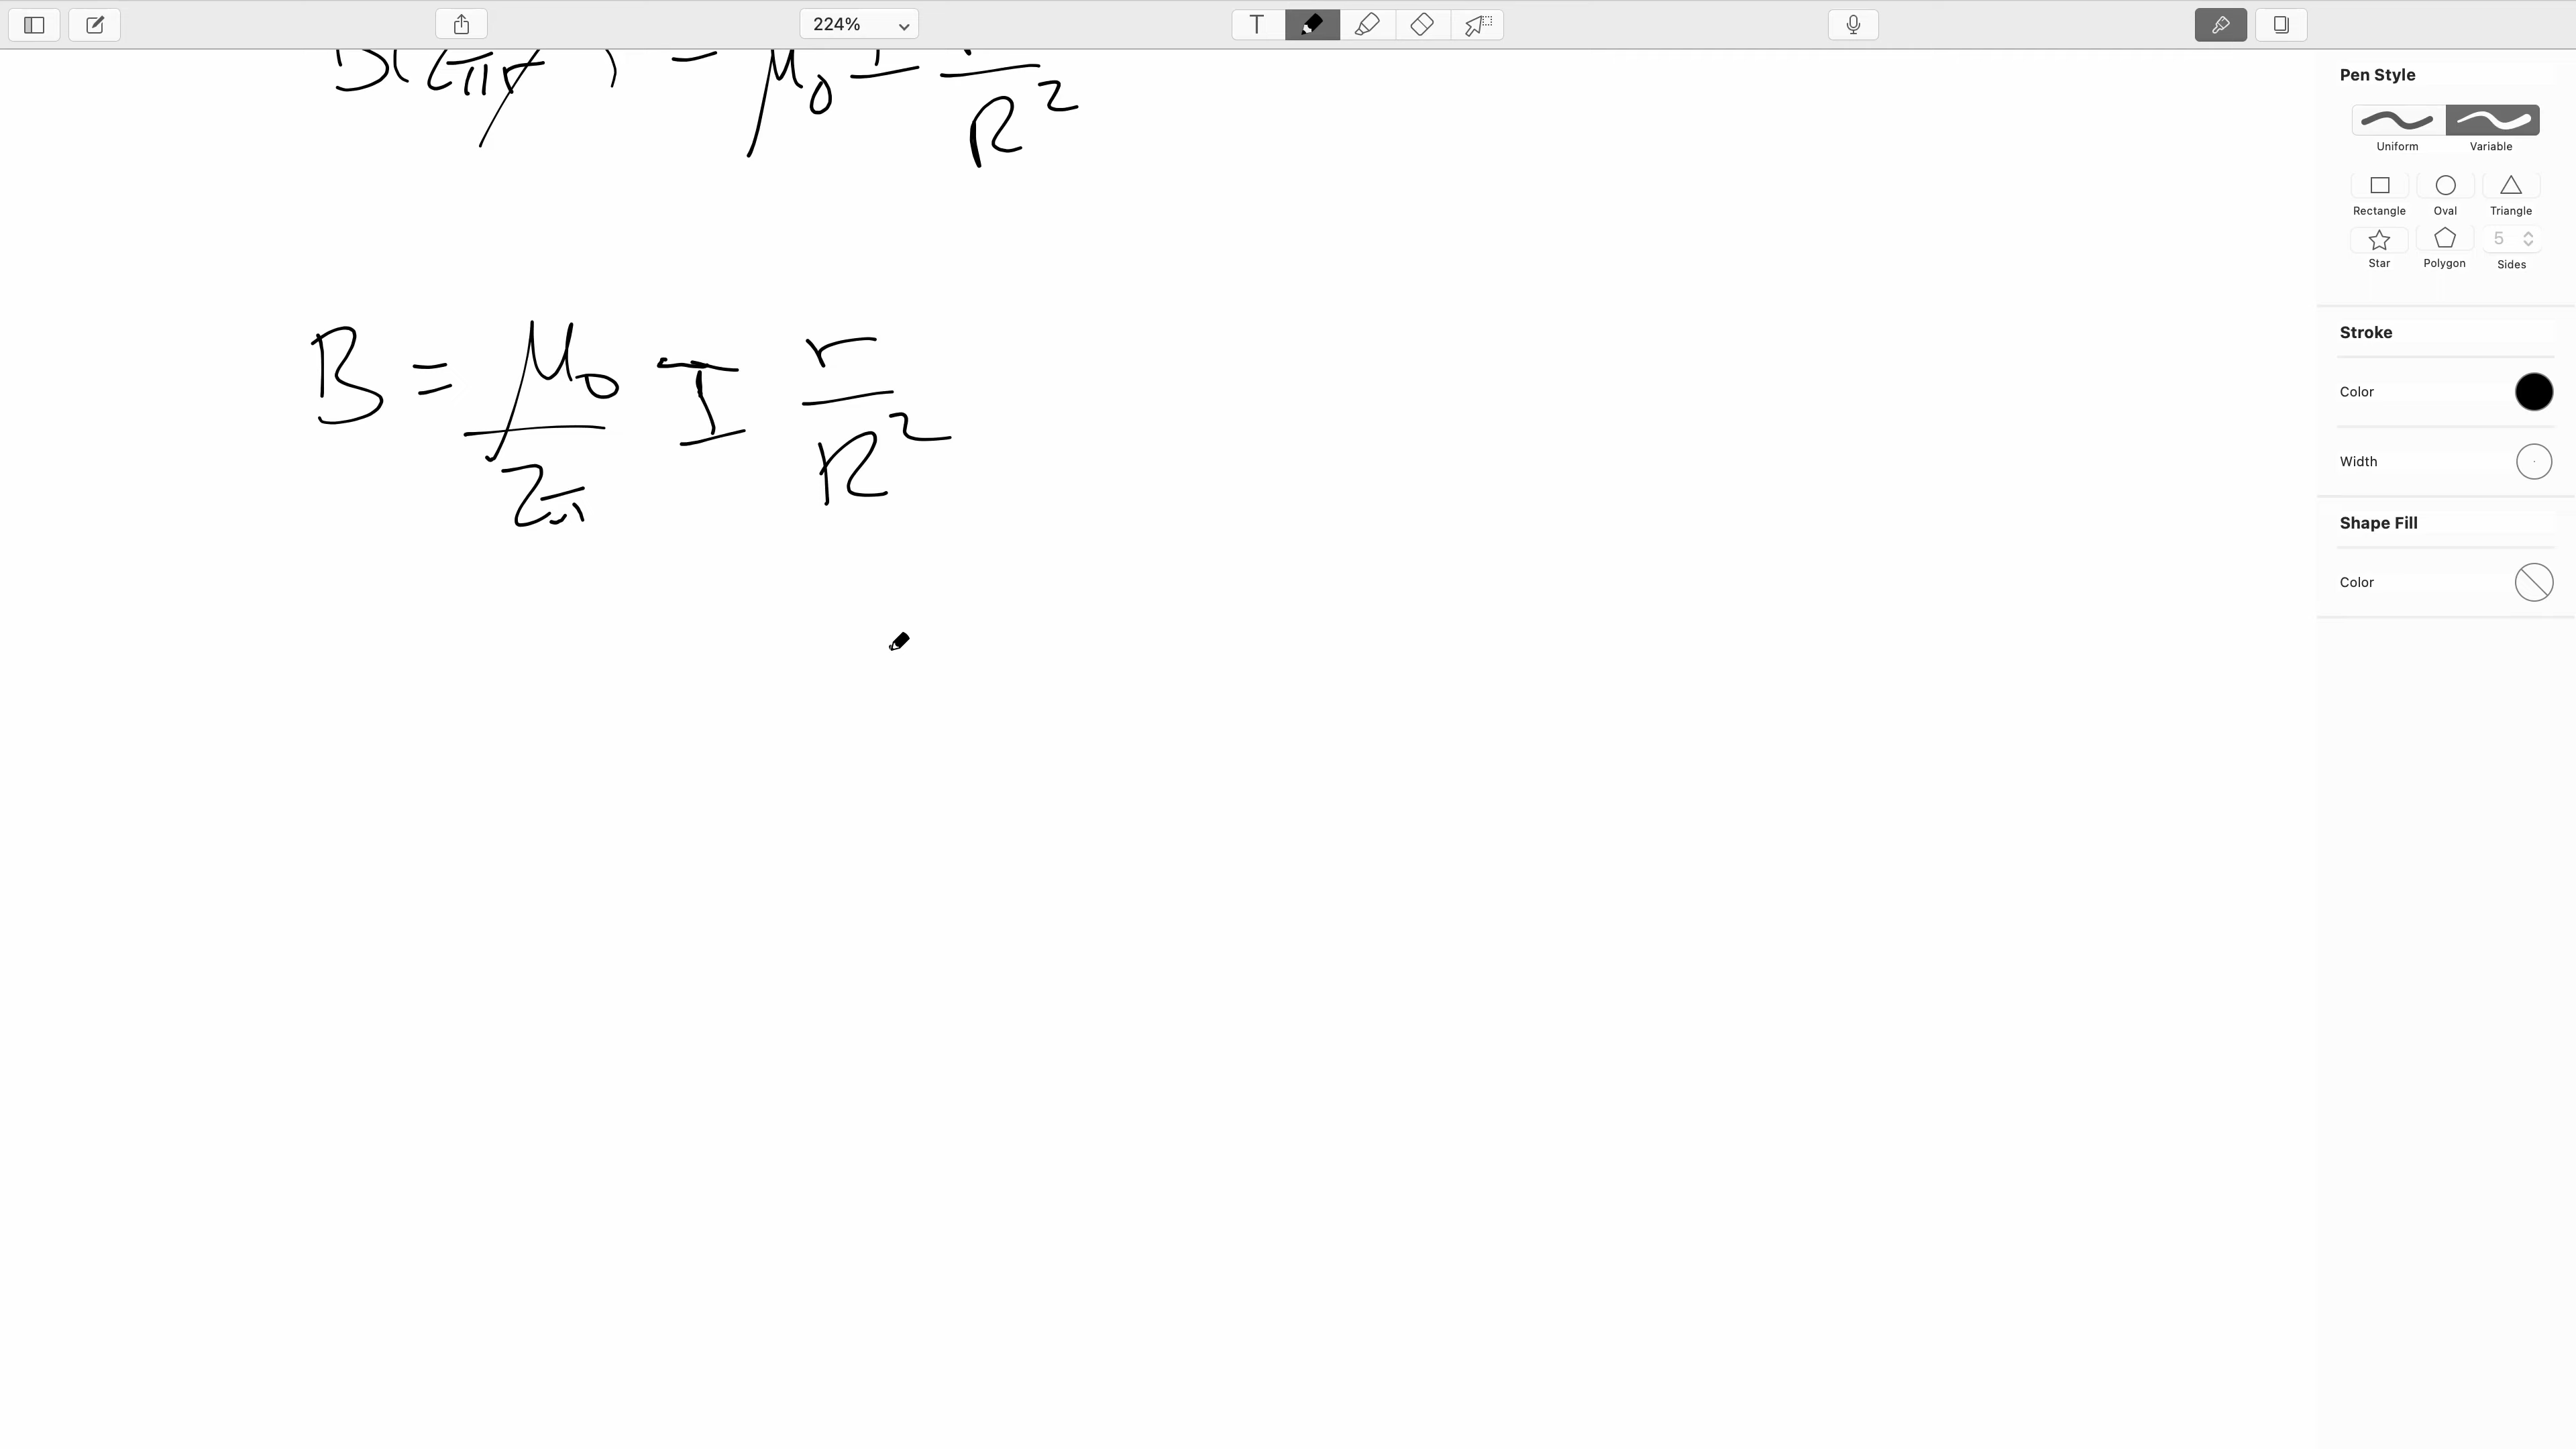 224%
T
B(2πr) = μ₀ I r / R²
B = μ₀/2π I r/R²
Pen Style
Uniform Variable
Rectangle Oval Triangle
5
Star Polygon Sides
Stroke
Color
Width
Shape Fill
Color